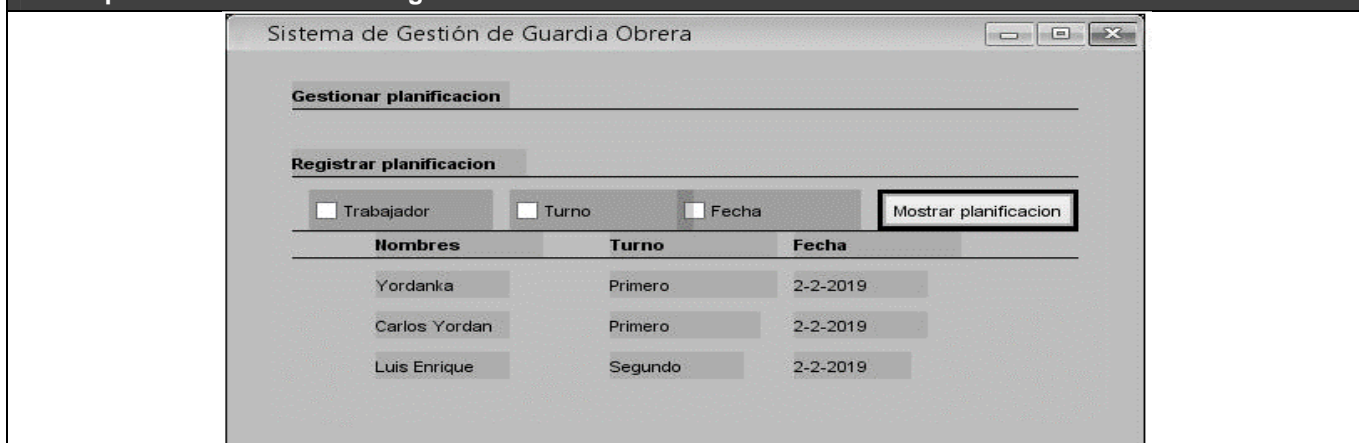 Sistema de Gestión de Guardia Obrera
Gestionar planificacion
Registrar planificacion
Trabajador Turno Fecha Mostrar planificacion
Nombres Turno Fecha
Yordanka Primero 2-2-2019
Carlos Yordan Primero 2-2-2019
Luis Enrique Segundo 2-2-2019